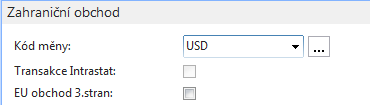 Zahraniční obchod
Kód měny: USD ...
Transakce Intrastat:
EU obchod 3.stran: